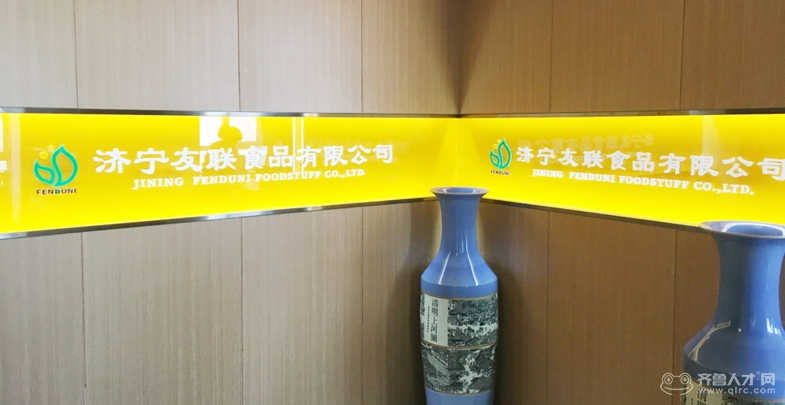 济宁友联食品有限公司
JINING FENDUNI FOODSTUFF CO.,LTD.
FENDUNI
济宁友联食品有限公司
JINING FENDUNI FOODSTUFF CO.,LTD.
FENDUNI
清明上河圖
齐鲁人才网
www.qlrc.com